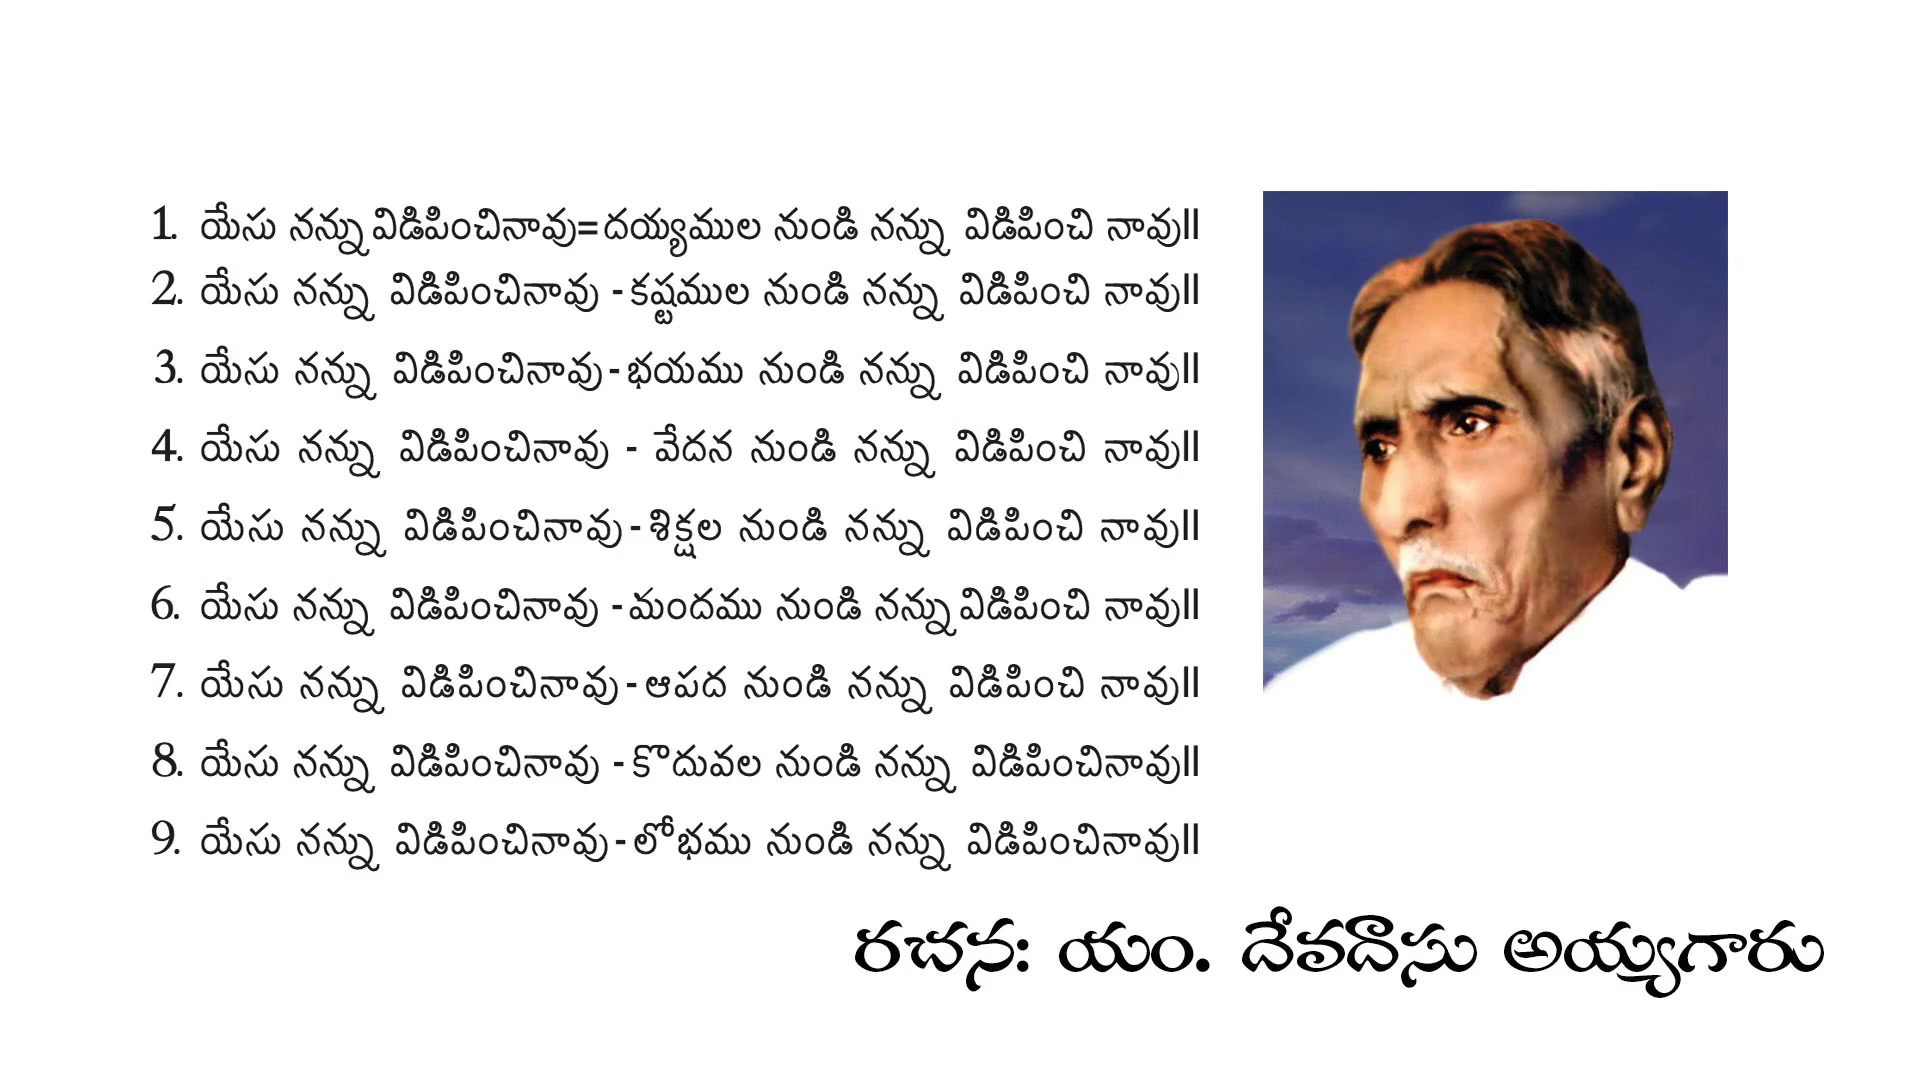 1. యేసు నన్ను విడిపించినావు= దయ్యముల నుండి నన్ను విడిపించి నావు||
2. యేసు నన్ను విడిపించినావు - కష్టముల నుండి నన్ను విడిపించి నావు||
3. యేసు నన్ను విడిపించినావు - భయము నుండి నన్ను విడిపించి నావు||
4. యేసు నన్ను విడిపించినావు - వేదన నుండి నన్ను విడిపించి నావు||
5. యేసు నన్ను విడిపించినావు - శిక్షల నుండి నన్ను విడిపించి నావు||
6. యేసు నన్ను విడిపించినావు - మందము నుండి నన్ను విడిపించి నావు||
7. యేసు నన్ను విడిపించినావు - ఆపద నుండి నన్ను విడిపించి నావు||
8. యేసు నన్ను విడిపించినావు - కొదువల నుండి నన్ను విడిపించినావు||
9. యేసు నన్ను విడిపించినావు - లోభము నుండి నన్ను విడిపించినావు||
రచన: యం. దేవదాసు అయ్యగారు